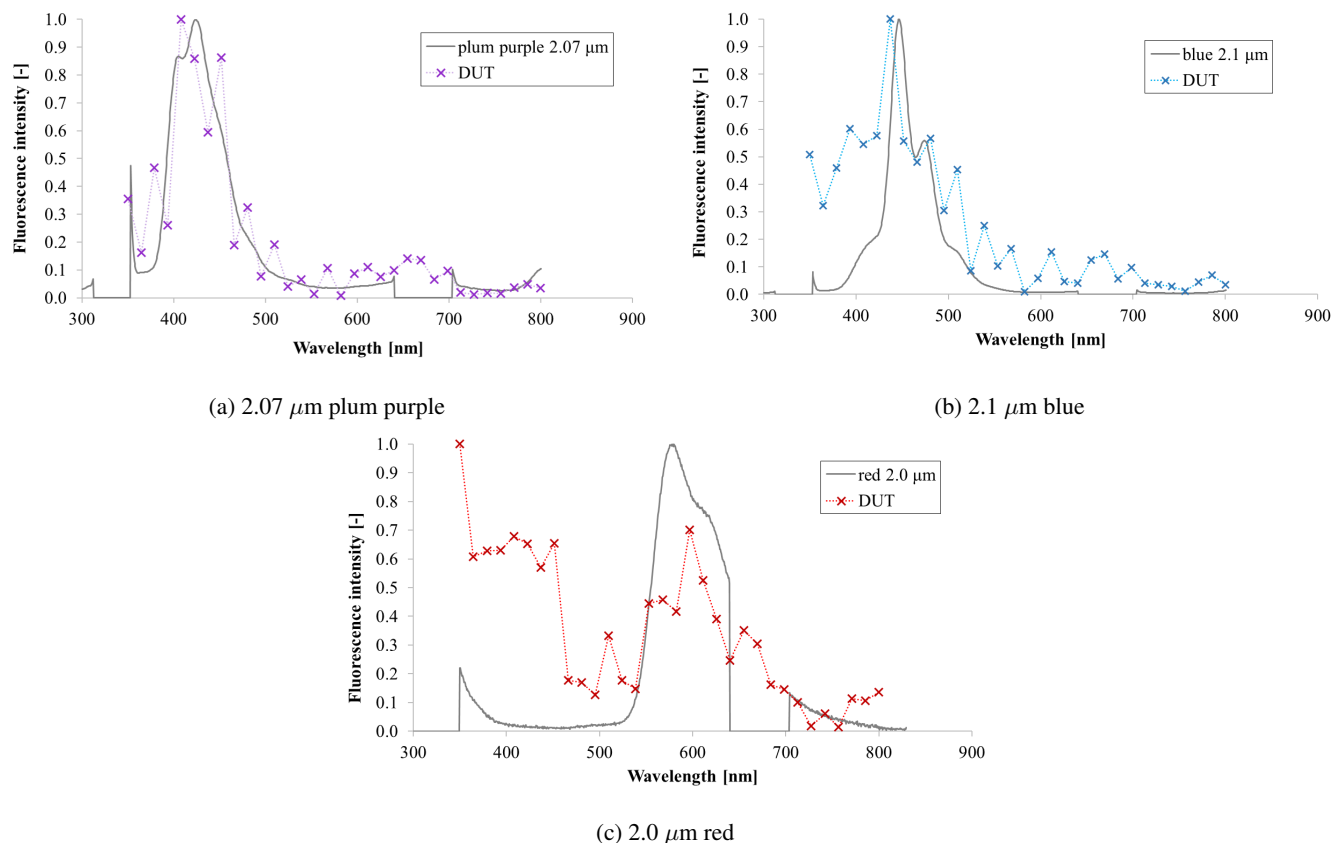 Fluorescence intensity [-]
1.0
0.9
0.8
0.7
0.6
0.5
0.4
0.3
0.2
0.1
0.0
300 400 500 600 700 800 900
Wavelength [nm]
plum purple 2.07 μm
DUT
(a) 2.07 μm plum purple
Fluorescence intensity [-]
1.0
0.9
0.8
0.7
0.6
0.5
0.4
0.3
0.2
0.1
0.0
300 400 500 600 700 800 900
Wavelength [nm]
blue 2.1 μm
DUT
(b) 2.1 μm blue
Fluorescence intensity [-]
1.0
0.9
0.8
0.7
0.6
0.5
0.4
0.3
0.2
0.1
0.0
300 400 500 600 700 800 900
Wavelength [nm]
red 2.0 μm
DUT
(c) 2.0 μm red